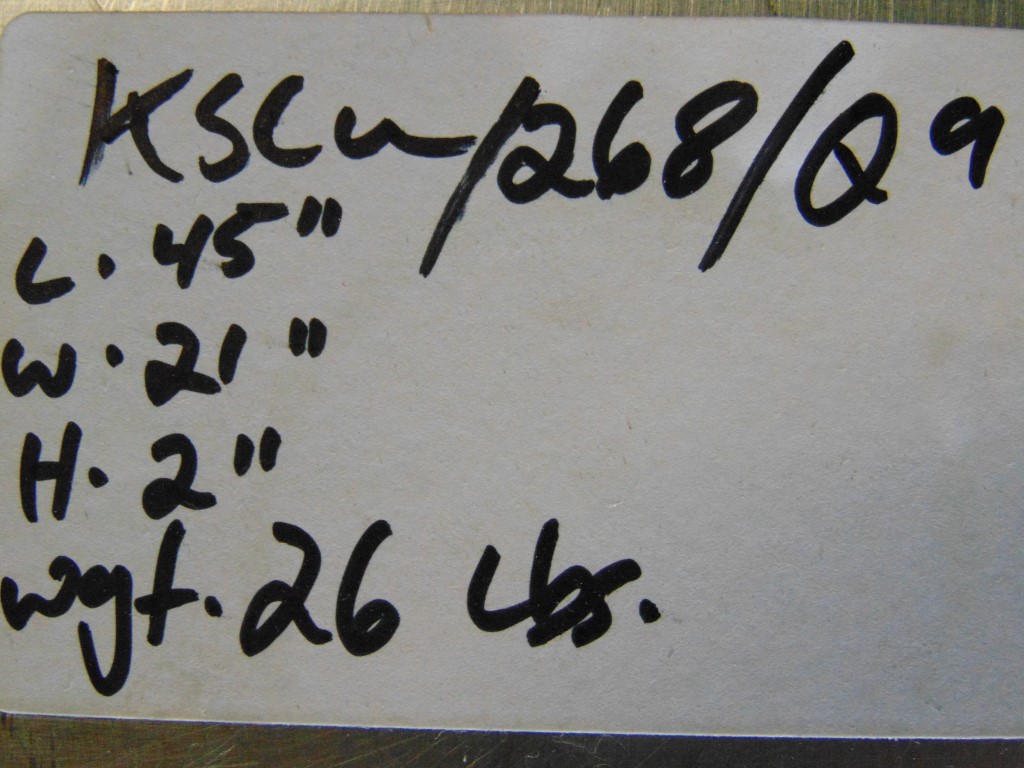 KSCu/268/Q9
L. 45"
W. 21"
H. 2"
wgt. 26 Lbs.